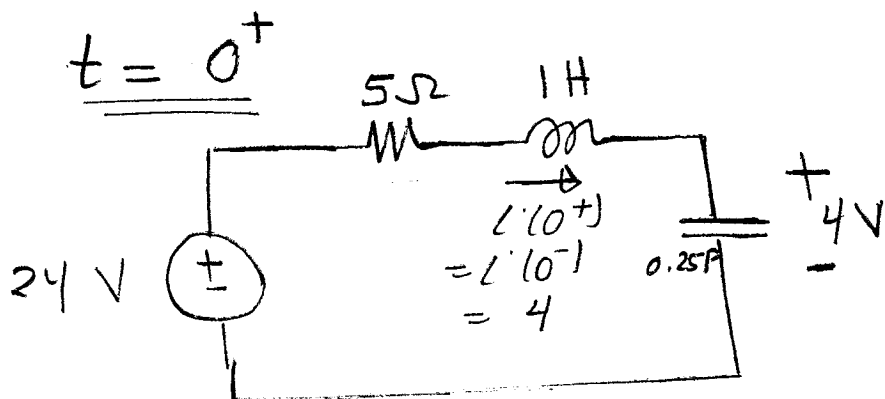 t = 0⁺
5Ω
1H
i(0⁺)
= i(0⁻)
= 4
24 V
+
-
0.25F
+
4V
-